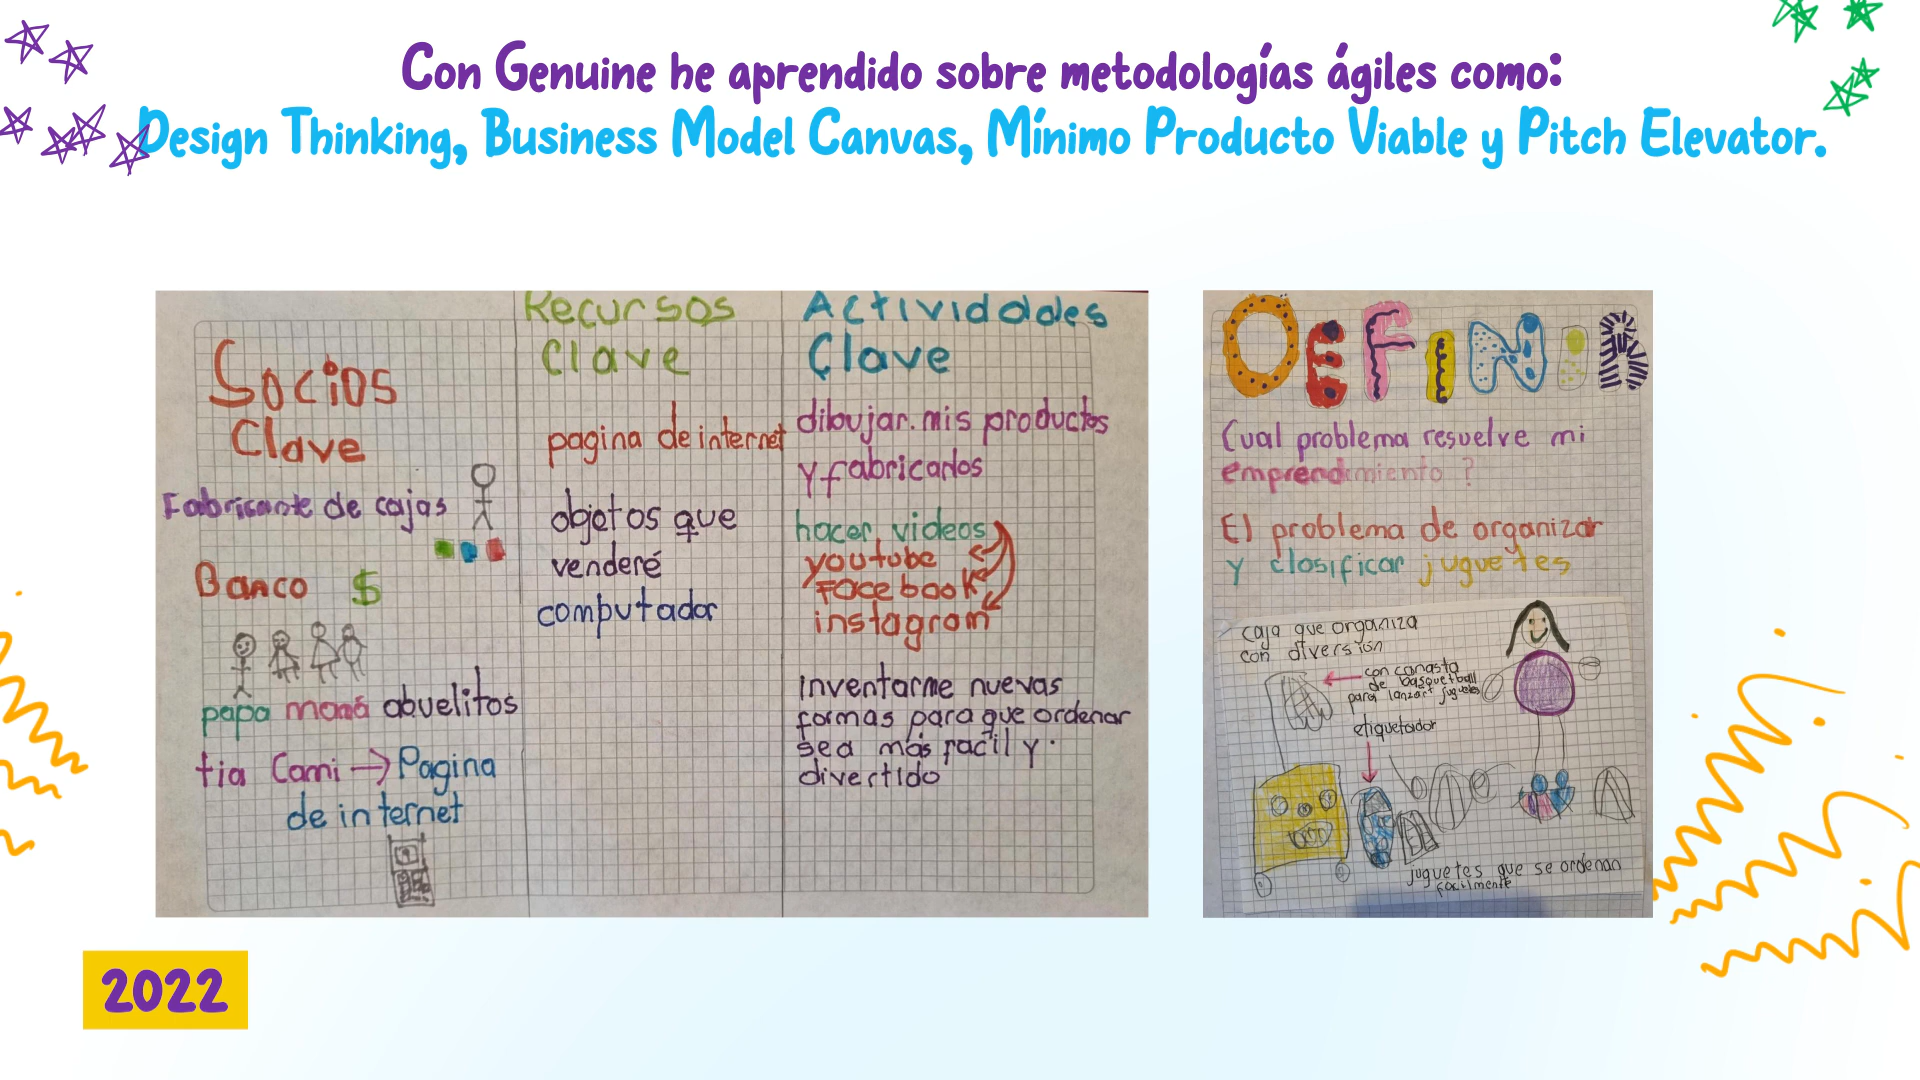 Con Genuine he aprendido sobre metodologías ágiles como:
Design Thinking, Business Model Canvas, Mínimo Producto Viable y Pitch Elevator.
Socios
Clave
Fabricante de cajas
Banco $
papa mamá abuelitos
tia Cami → Pagina
de internet
Recursos
Clave
pagina de internet
objetos que
venderé
computador
Actividades
Clave
dibujar mis productos
y fabricarlos
hacer videos
youtube
Facebook
instagram
Inventarme nuevas
formas para que ordenar
sea más facil y
divertido
DEFINIR
Cual problema resuelve mi
emprendimiento ?
El problema de organizar
y clasificar juguetes
caja que organiza
con diversión
con canasta
de basquetball
para lanzar juguetes
etiquetador
juguetes que se ordenan
facilmente
2022